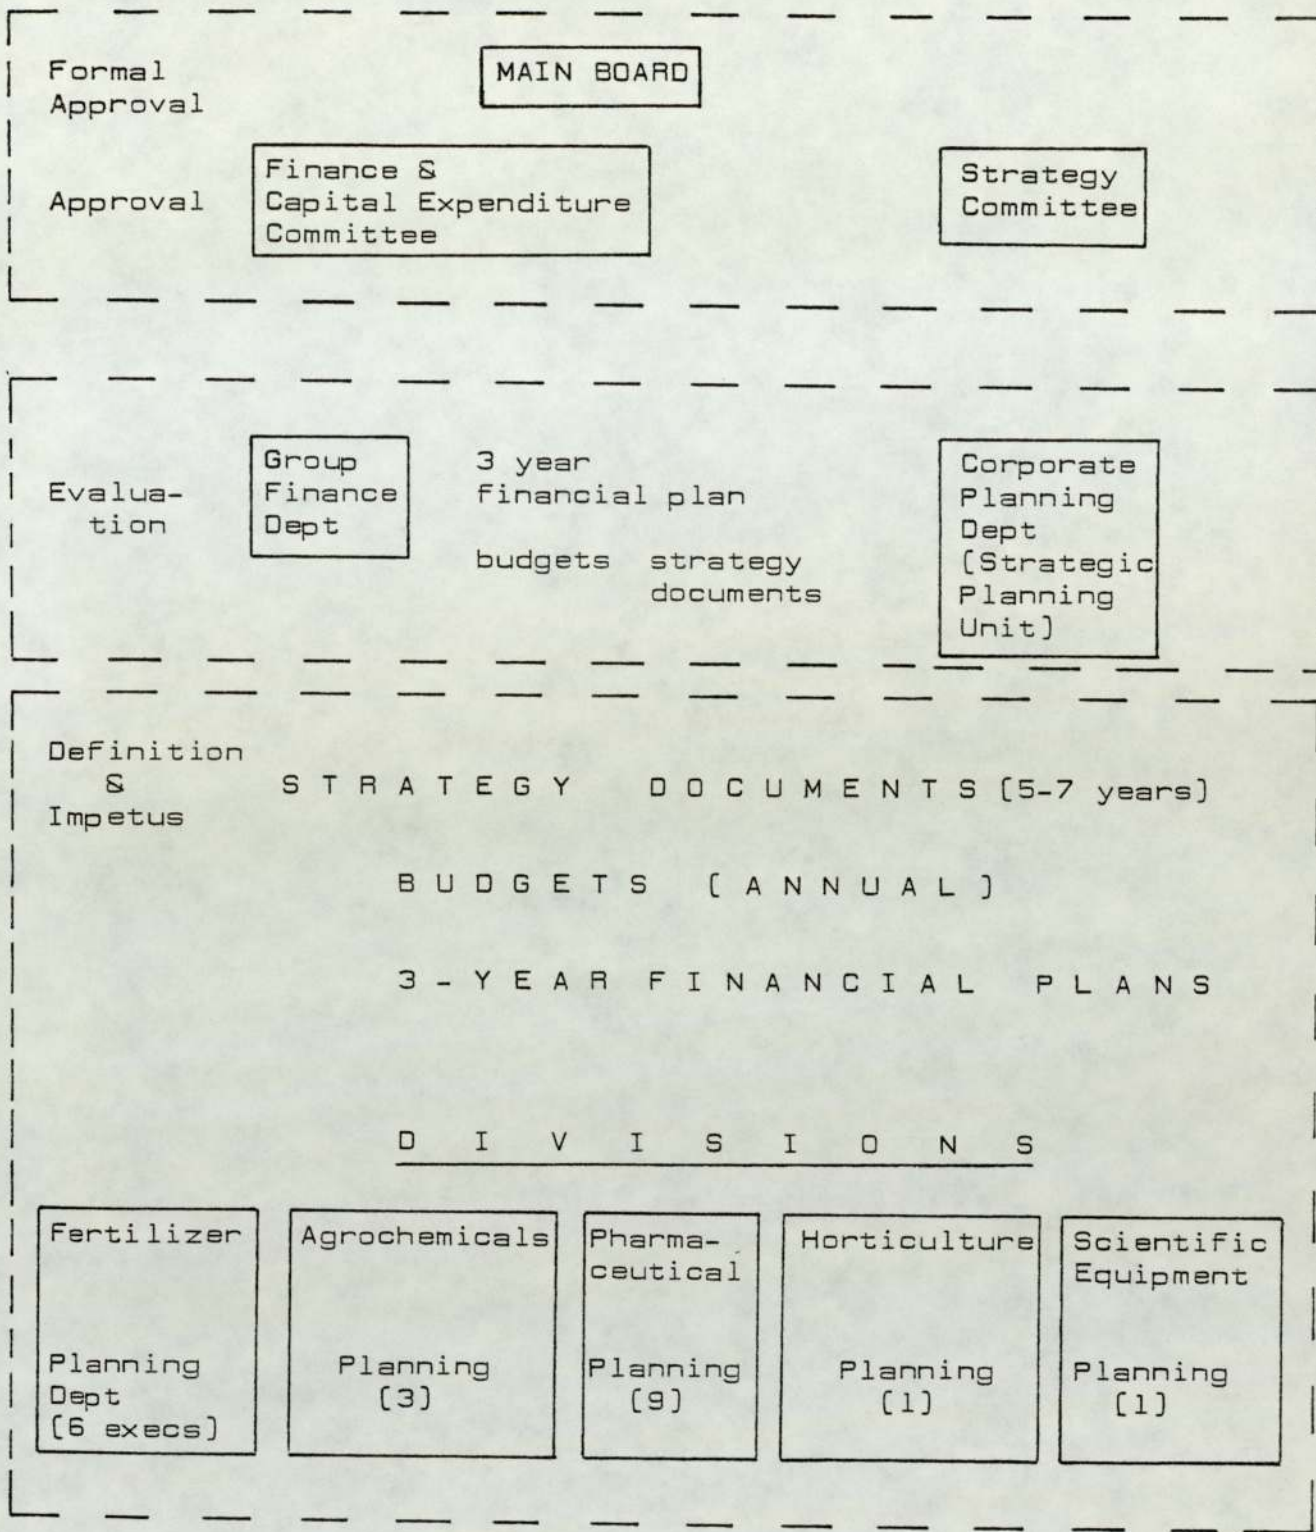 Formal
Approval
MAIN BOARD
Approval
Finance &
Capital Expenditure
Committee
Strategy
Committee
Evalua-
tion
Group
Finance
Dept
3 year
financial plan
budgets strategy
documents
Corporate
Planning
Dept
(Strategic
Planning
Unit)
Definition
&
Impetus
STRATEGY DOCUMENTS (5-7 years)
BUDGETS (ANNUAL)
3-YEAR FINANCIAL PLANS
DIVISIONS
Fertilizer
Planning
Dept
(6 execs)
Agrochemicals
Planning
(3)
Pharma-
ceutical
Planning
(9)
Horticulture
Planning
(1)
Scientific
Equipment
Planning
(1)